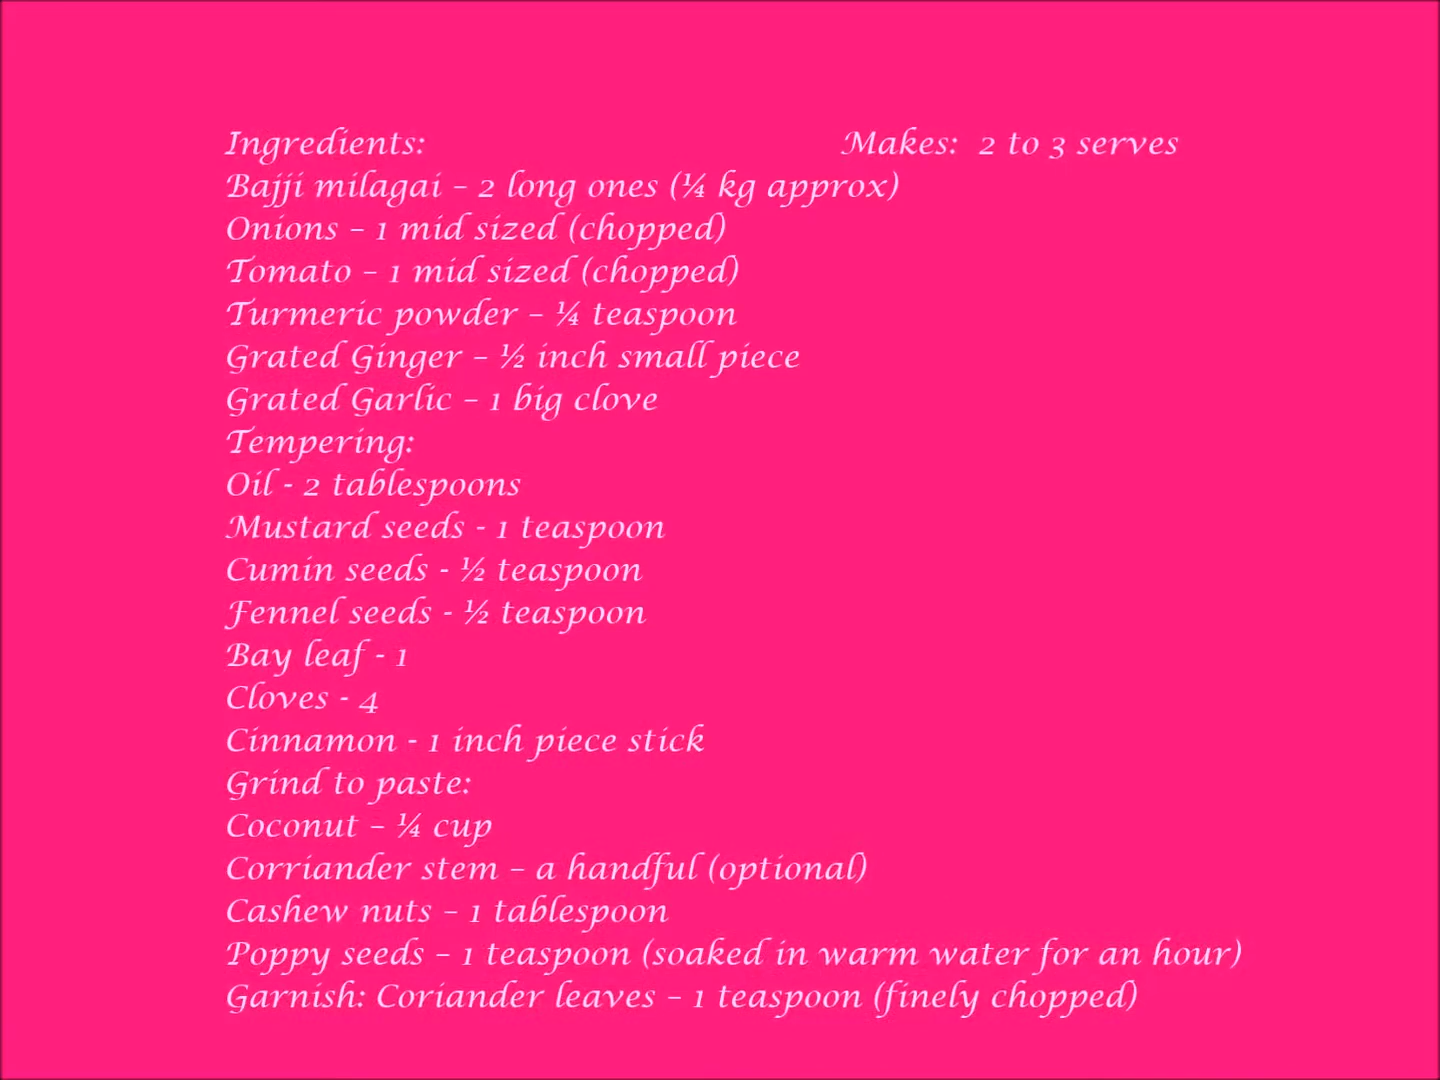 Ingredients: Makes: 2 to 3 serves
Bajji milagai – 2 long ones (¼ kg approx)
Onions – 1 mid sized (chopped)
Tomato – 1 mid sized (chopped)
Turmeric powder – ¼ teaspoon
Grated Ginger – ½ inch small piece
Grated Garlic – 1 big clove
Tempering:
Oil - 2 tablespoons
Mustard seeds - 1 teaspoon
Cumin seeds - ½ teaspoon
Fennel seeds - ½ teaspoon
Bay leaf - 1
Cloves - 4
Cinnamon - 1 inch piece stick
Grind to paste:
Coconut – ¼ cup
Corriander stem – a handful (optional)
Cashew nuts – 1 tablespoon
Poppy seeds – 1 teaspoon (soaked in warm water for an hour)
Garnish: Coriander leaves – 1 teaspoon (finely chopped)